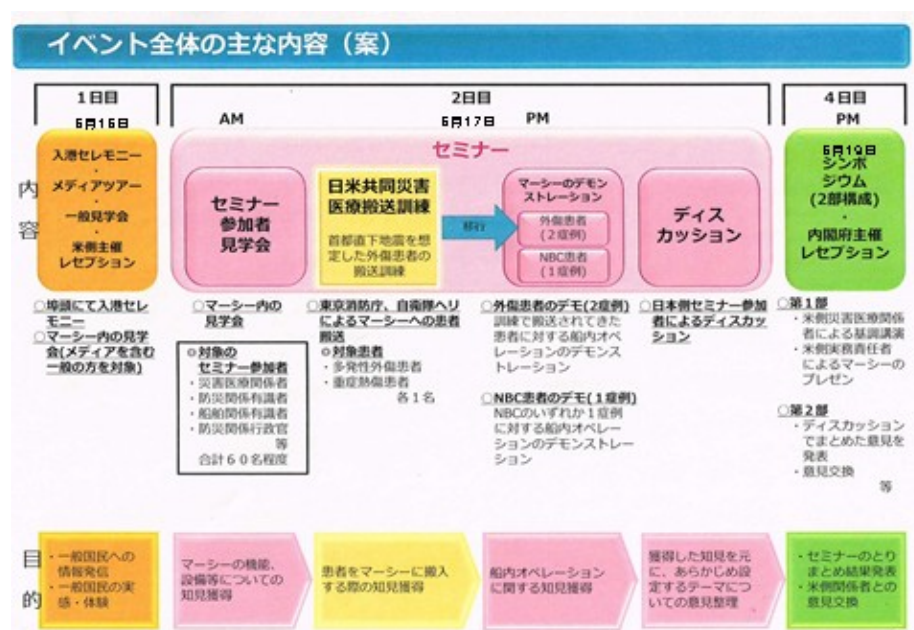 イベント全体の主な内容（案）
1日目
6月16日
2日目
AM
6月17日
PM
4日目
PM
内容
入港セレモニー
・
メディアツアー
・
一般見学会
・
米側主催
レセプション
セミナー
セミナー
参加者
見学会
日米共同災害
医療搬送訓練
首都直下地震を想
定した外傷患者の
搬送訓練
移行
マーシーのデモン
ストレーション
外傷患者
(2症例)
NBC患者
(1症例)
ディス
カッション
6月19日
シンポ
ジウム
(2部構成)
・
内閣府主催
レセプション
○埠頭にて入港セレ
モニー
○マーシー内の見学
会(メディアを含む
一般の方を対象)
○マーシー内の
見学会
◎対象の
セミナー参加者
・災害医療関係者
・防災関係有識者
・船舶関係有識者
・防災関係行政官
等
合計６０名程度
○東京消防庁、自衛隊ヘリ
によるマーシーへの患者
搬送
◎対象患者
・多発性外傷患者
・重症熱傷患者
各１名
○外傷患者のデモ(2症例)
訓練で搬送されてきた
患者に対する船内オペ
レーションのデモンス
トレーション
○NBC患者のデモ(１症例)
NBCのいずれか１症例
に対する船内オペレー
ションのデモンストレー
ション
○日本側セミナー参加
者によるディスカッ
ション
○第１部
・米側災害医療関係
者による基調講演
・米側実務責任者
によるマーシーの
プレゼン
○第２部
・ディスカッション
でまとめた意見を
発表
・意見交換
等
目的
・一般国民への
情報発信
・一般国民の実
感・体験
マーシーの機能、
設備等についての
知見獲得
患者をマーシーに搬入
する際の知見獲得
船内オペレーション
に関する知見獲得
獲得した知見を元
に、あらかじめ設
定するテーマにつ
いての意見整理
・セミナーのとり
まとめ結果発表
・米側関係者との
意見交換